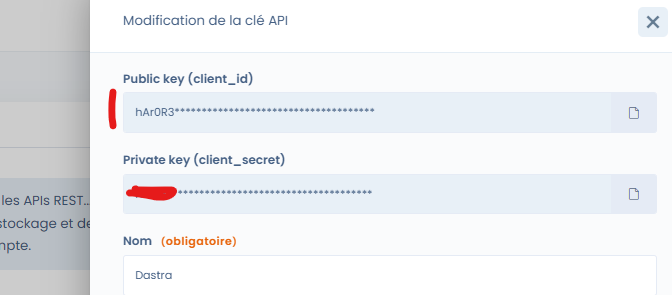 Modification de la clé API
Public key (client_id)
hAr0R3*************************************
Private key (client_secret)
************************************
les APIs REST...
stockage et de
mpte.
Nom (obligatoire)
Dastra